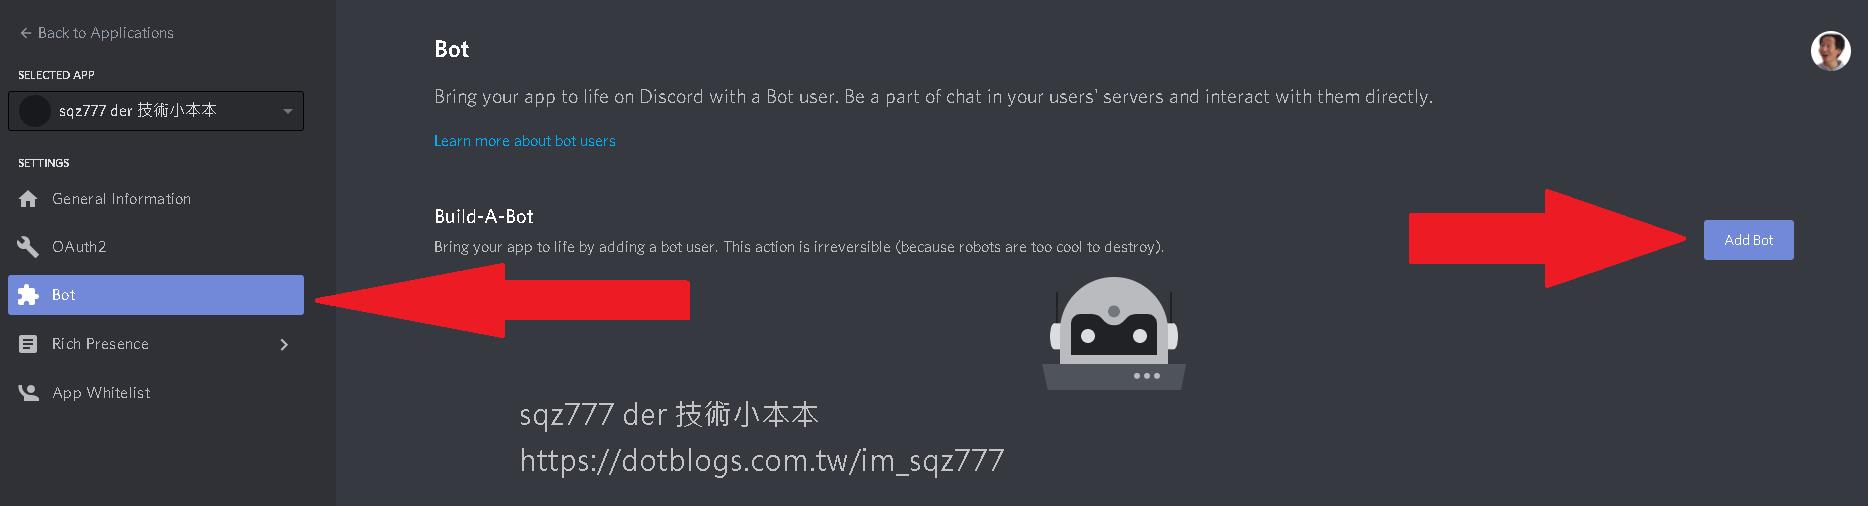 Back to Applications
SELECTED APP
sqz777 der 技術小本本
SETTINGS
General Information
OAuth2
Bot
Rich Presence
App Whitelist
Bot
Bring your app to life on Discord with a Bot user. Be a part of chat in your users' servers and interact with them directly.
Learn more about bot users
Build-A-Bot
Bring your app to life by adding a bot user. This action is irreversible (because robots are too cool to destroy).
Add Bot
sqz777 der 技術小本本
https://dotblogs.com.tw/im_sqz777